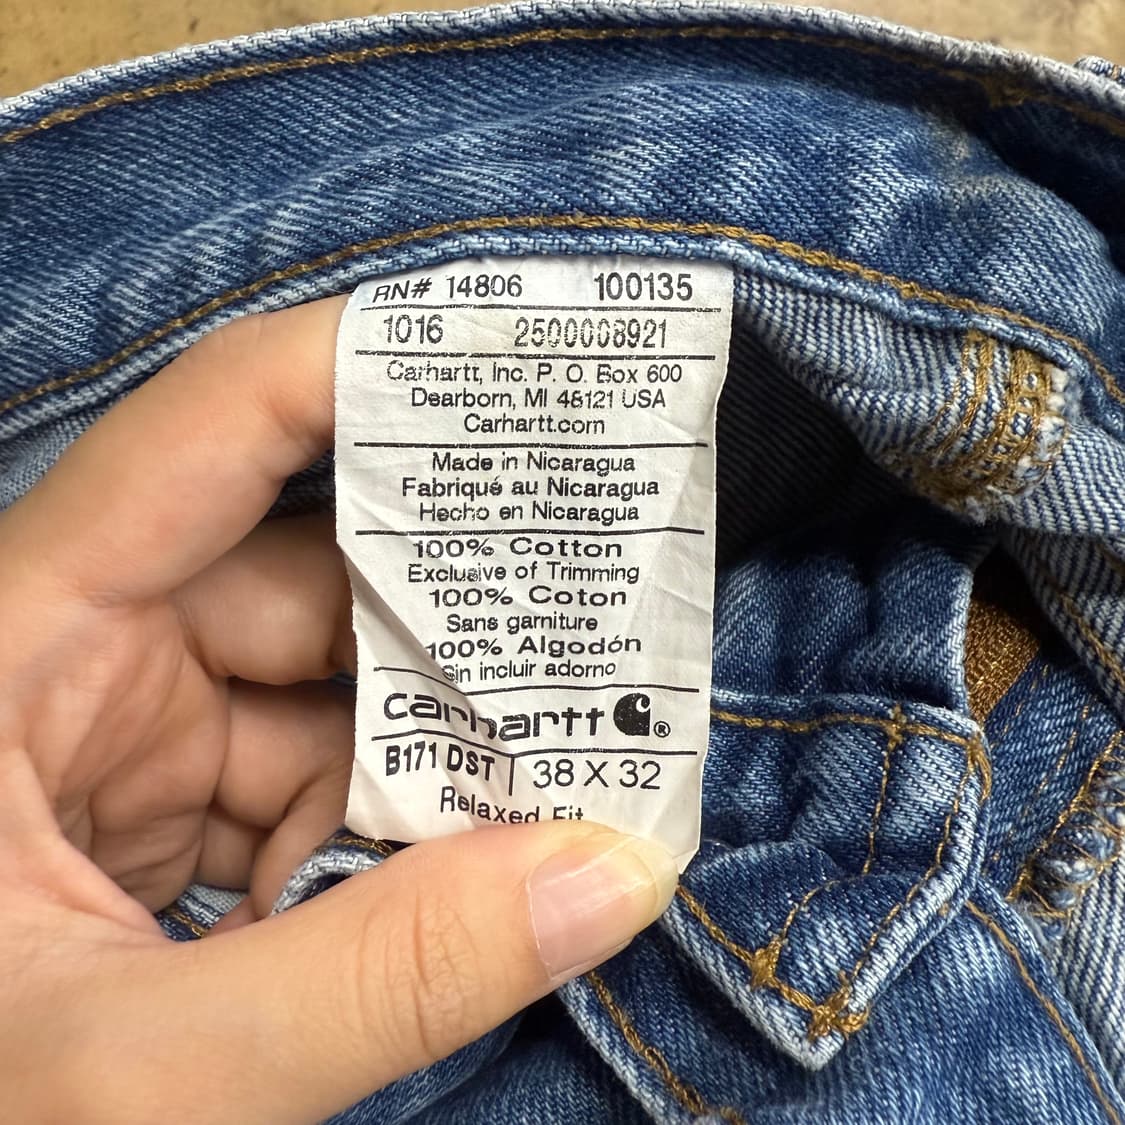 RN# 14806 100135
1016 2500008921
Carhartt, Inc. P. O. Box 600
Dearborn, MI 48121 USA
Carhartt.com
Made in Nicaragua
Fabriqué au Nicaragua
Hecho en Nicaragua
100% Cotton
Exclusive of Trimming
100% Coton
Sans garniture
100% Algodón
Sin incluir adorno
carhartt ®
B171 DST | 38 X 32
Relaxed Fit